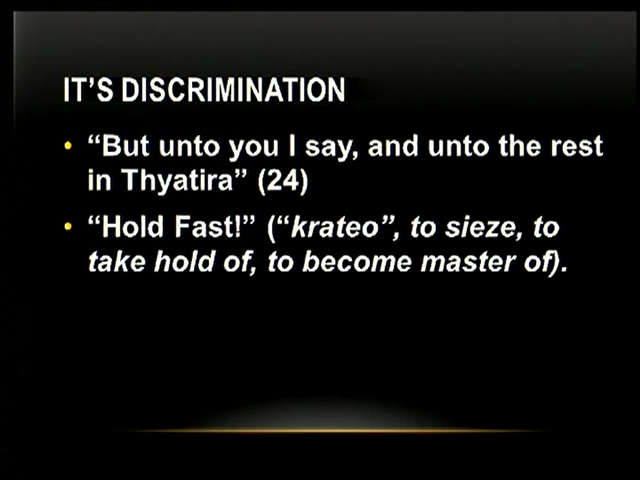 IT'S DISCRIMINATION
• “But unto you I say, and unto the rest
in Thyatira” (24)
• “Hold Fast!” (“krateo”, to sieze, to
take hold of, to become master of).